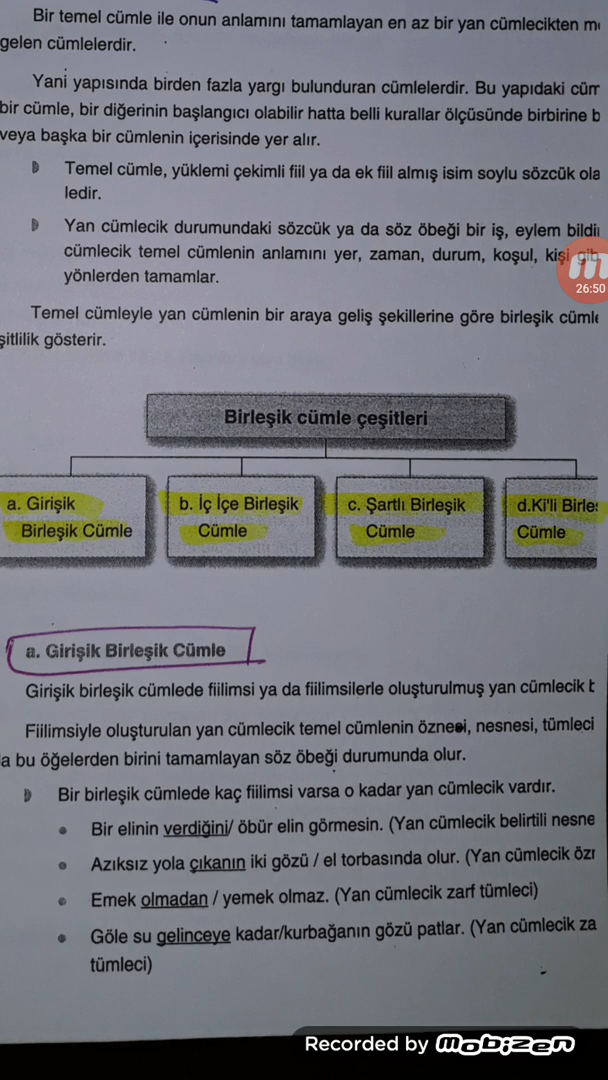 Bir temel cümle ile onun anlamını tamamlayan en az bir yan cümlecikten
gelen cümlelerdir.
Yani yapısında birden fazla yargı bulunduran cümlelerdir. Bu yapıdaki
bir cümle, bir diğerinin başlangıcı olabilir hatta belli kurallar ölçüsünde birbirine
veya başka bir cümlenin içerisinde yer alır.
Temel cümle, yüklemi çekimli fiil ya da ek fiil almış isim soylu sözcük
ledir.
Yan cümlecik durumundaki sözcük ya da söz öbeği bir iş, eylem
cümlecik temel cümlenin anlamını yer, zaman, durum, koşul, kişi
yönlerden tamamlar.
26:50
Temel cümleyle yan cümlenin bir araya geliş şekillerine göre birleşik
şitlilik gösterir.
Birleşik cümle çeşitleri
a. Girişik
Birleşik Cümle
b. İç İçe Birleşik
Cümle
c. Şartlı Birleşik
Cümle
d.Ki'li
Cümle
a. Girişik Birleşik Cümle
Girişik birleşik cümlede fiilimsi ya da fiilimsilerle oluşturulmuş yan cümlecik
Fiilimsiyle oluşturulan yan cümlecik temel cümlenin öznesi, nesnesi, tümleci
a bu öğelerden birini tamamlayan söz öbeği durumunda olur.
Bir birleşik cümlede kaç fiilimsi varsa o kadar yan cümlecik vardır.
Bir elinin verdiğini/ öbür elin görmesin. (Yan cümlecik belirtili nesne
Azıksız yola çıkanın iki gözü / el torbasında olur. (Yan cümlecik
Emek olmadan / yemek olmaz. (Yan cümlecik zarf tümleci)
Göle su gelinceye kadar/kurbağanın gözü patlar. (Yan cümlecik za
tümleci)
Recorded by mobizen